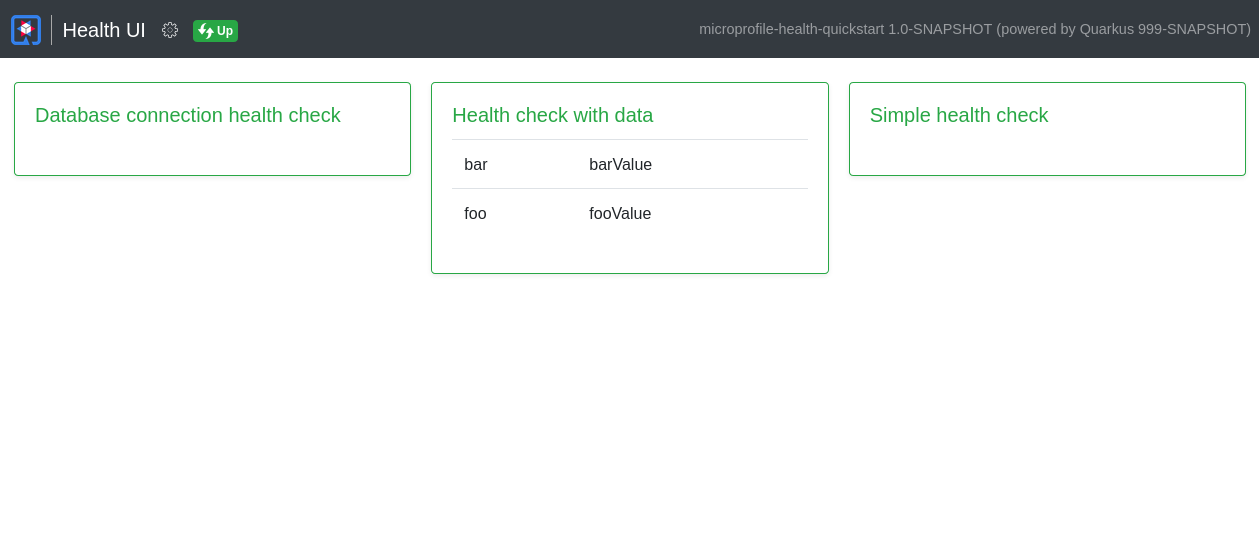 Health UI Up microprofile-health-quickstart 1.0-SNAPSHOT (powered by Quarkus 999-SNAPSHOT)
Database connection health check
Health check with data
bar barValue
foo fooValue
Simple health check